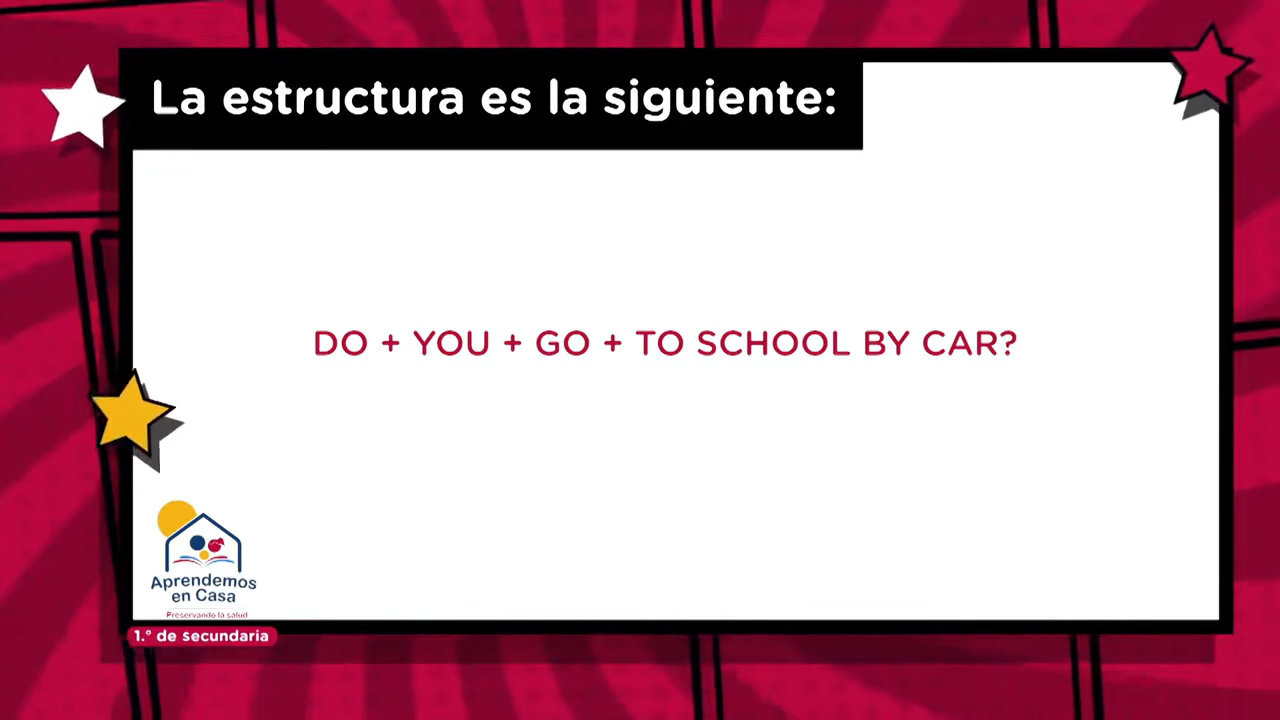 La estructura es la siguiente:
DO + YOU + GO + TO SCHOOL BY CAR?
Aprendemos
en Casa
Preservando la salud
1.° de secundaria